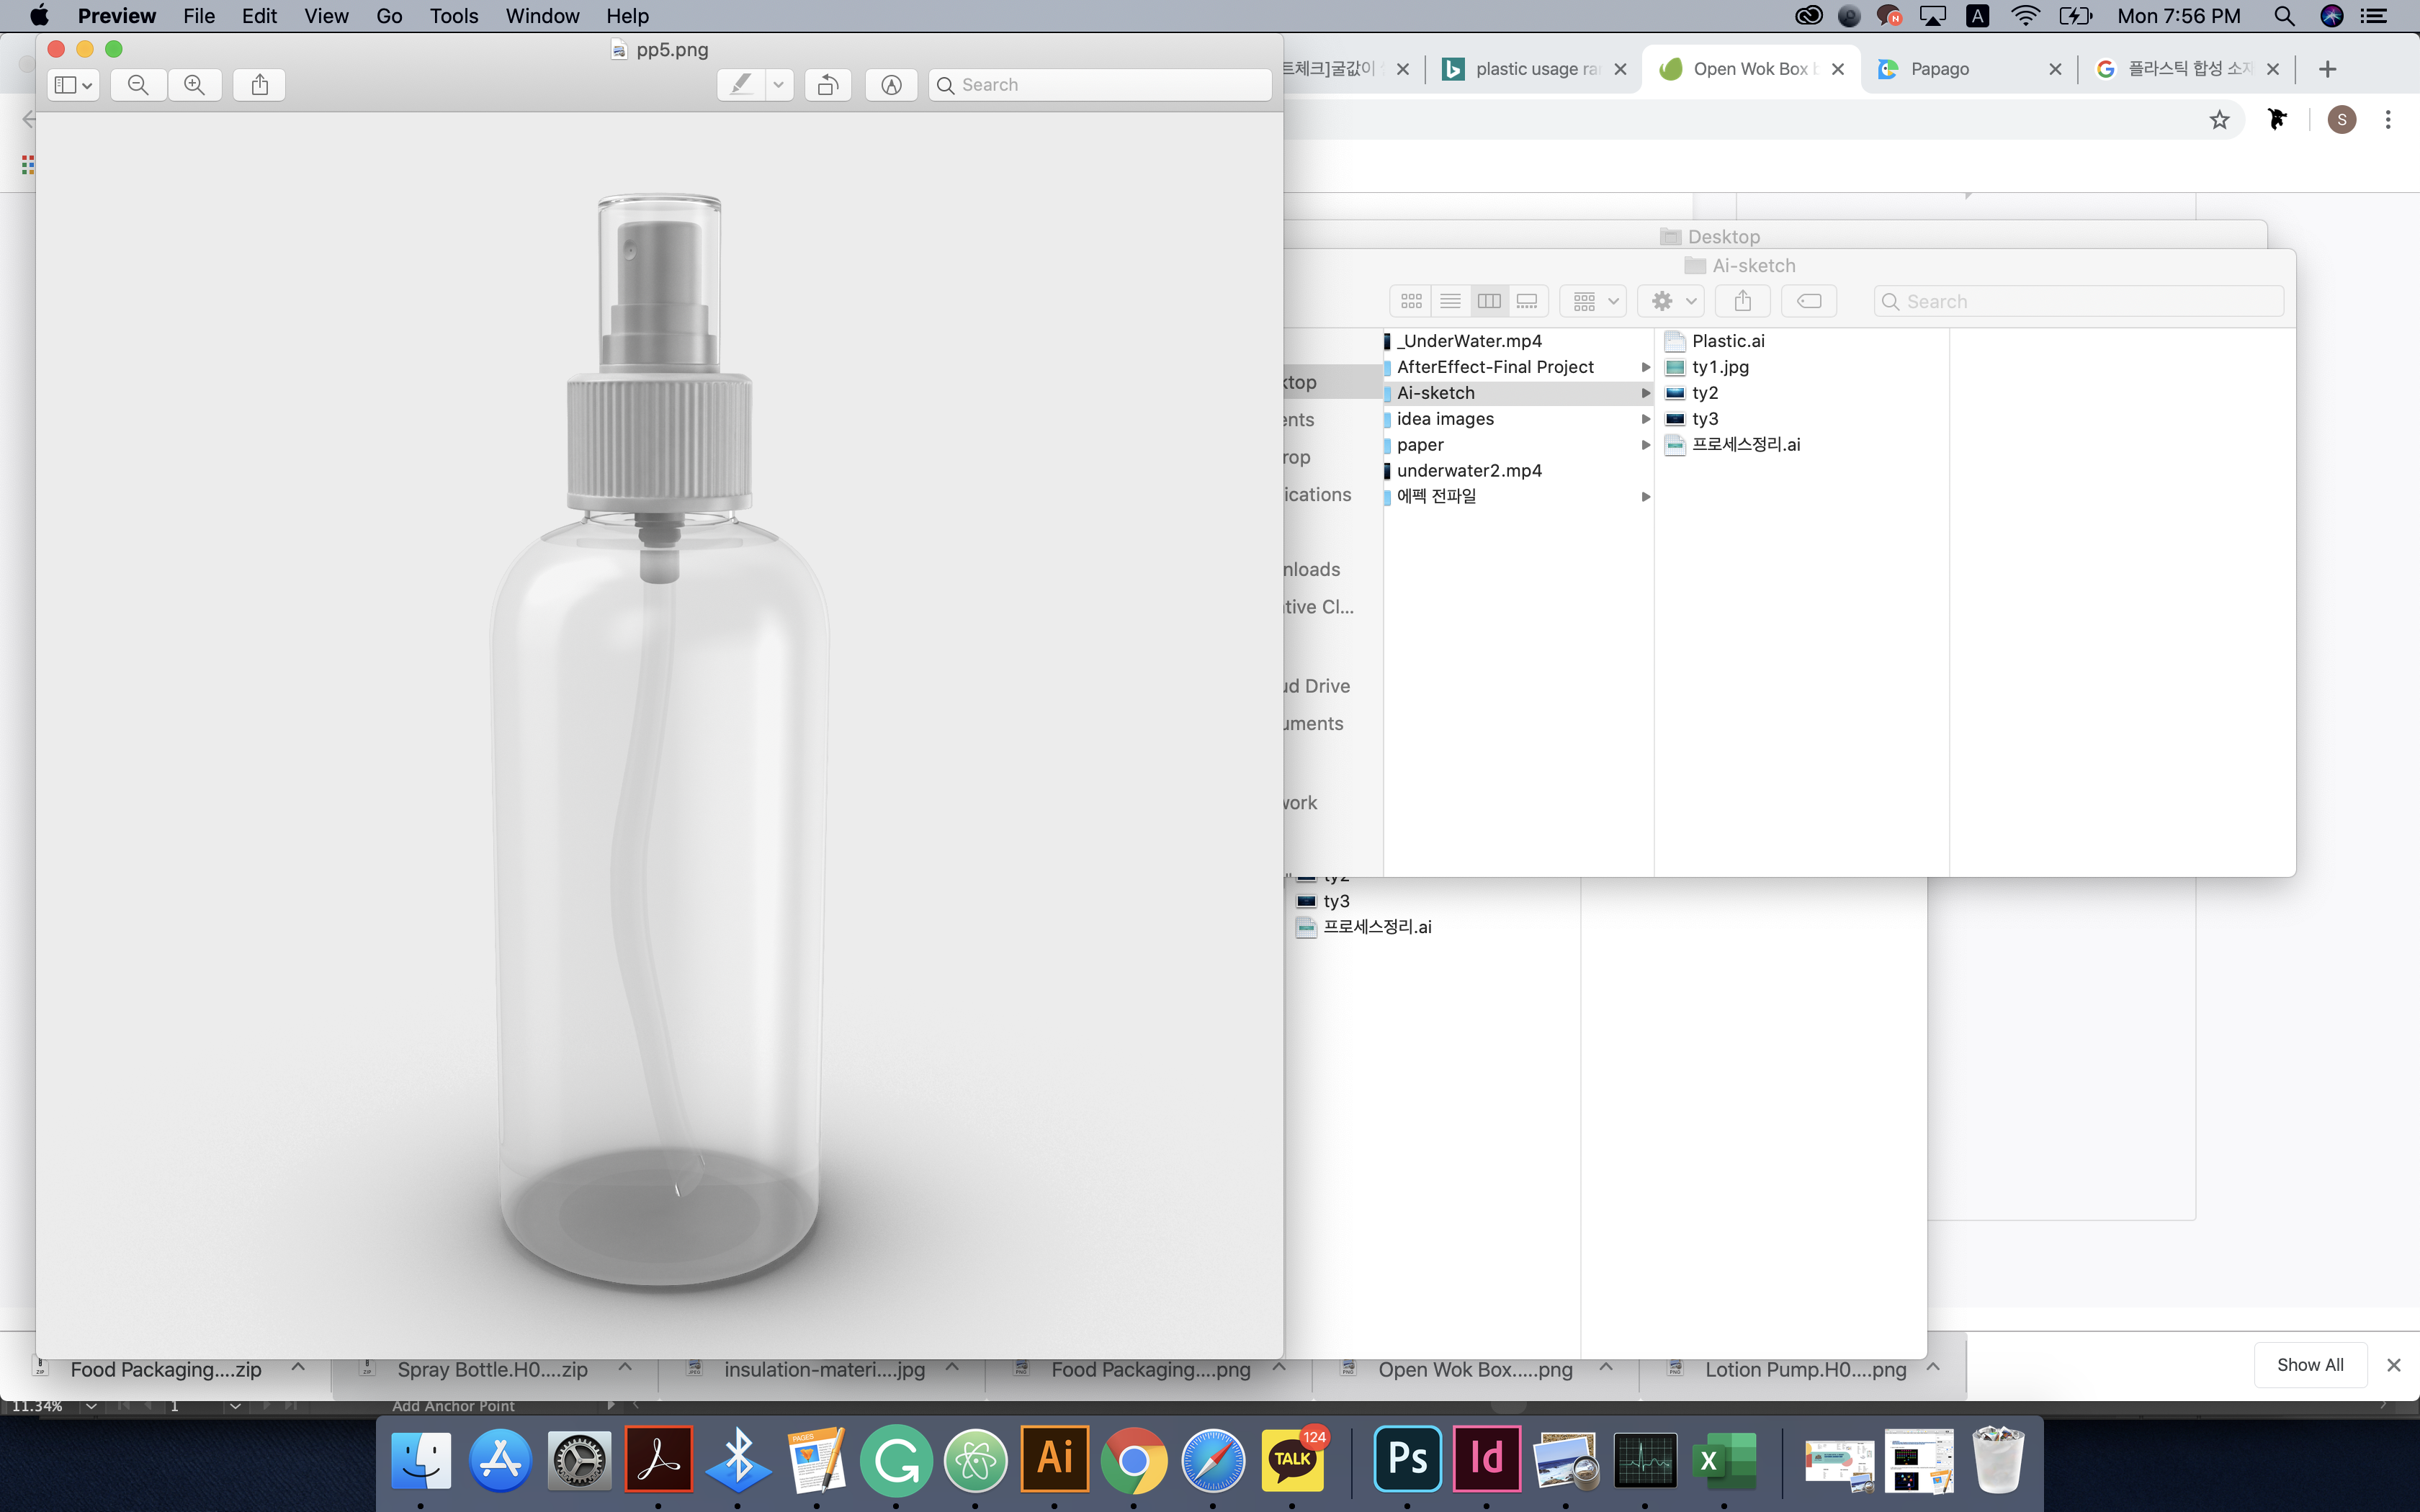 Preview File Edit View Go Tools Window Help
A Mon 7:56 PM
pp5.png
Search
트체크]굴값이
plastic usage ra
Open Wok Box
Papago
플라스틱 합성 소재
S
Desktop
Ai-sketch
Search
_UnderWater.mp4
AfterEffect-Final Project
Ai-sketch
idea images
paper
underwater2.mp4
에펙 전파일
Plastic.ai
ty1.jpg
ty2
ty3
프로세스정리.ai
ktop
ents
rop
ications
nloads
tive Cl...
ud Drive
uments
work
ty2
ty3
프로세스정리.ai
Food Packaging....zip
Spray Bottle.H0....zip
insulation-materi....jpg
Food Packaging....png
Open Wok Box.....png
Lotion Pump.H0....png
Show All
11.34% 1 Add Anchor Point
PAGES
Ai
TALK
124
Ps
Id
X